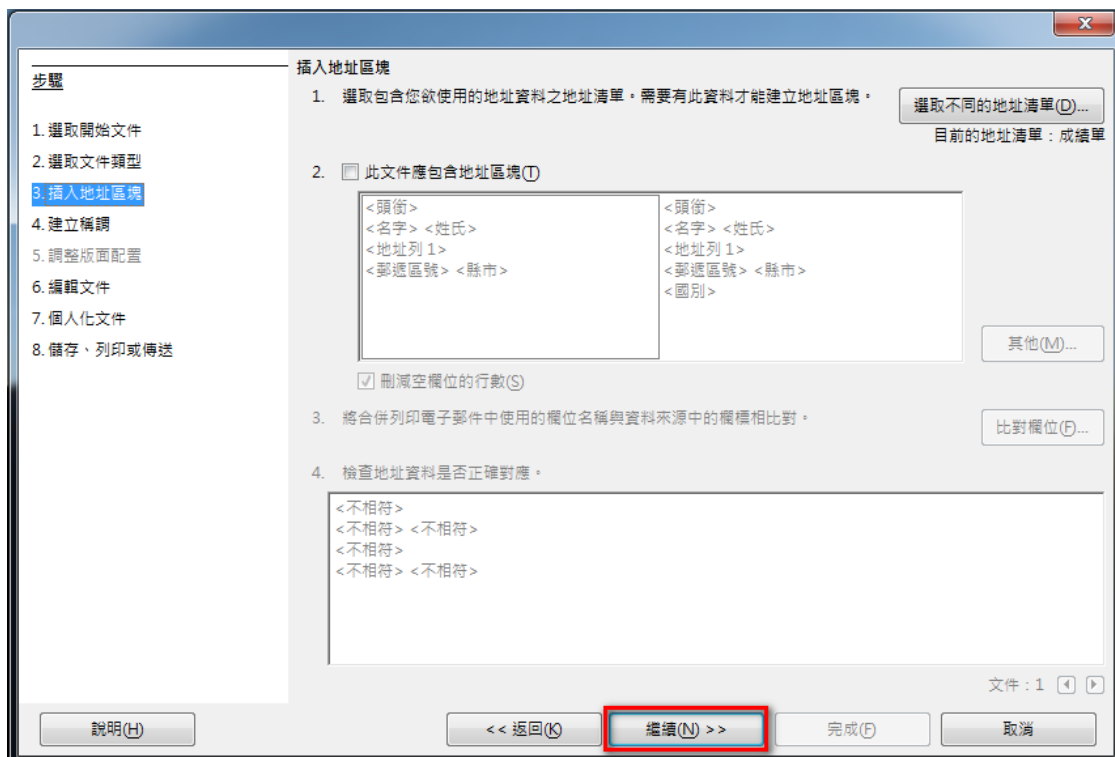 步驟
1. 選取開始文件
2. 選取文件類型
3. 插入地址區塊
4. 建立稱謂
5. 調整版面配置
6. 編輯文件
7. 個人化文件
8. 儲存、列印或傳送
插入地址區塊
1. 選取包含您欲使用的地址資料之地址清單。需要有此資料才能建立地址區塊。
選取不同的地址清單(D)...
目前的地址清單：成績單
2. 此文件應包含地址區塊(T)
<頭銜>
<名字> <姓氏>
<地址列 1>
<郵遞區號> <縣市>
<頭銜>
<名字> <姓氏>
<地址列 1>
<郵遞區號> <縣市>
<國別>
其他(M)...
刪減空欄位的行數(S)
3. 將合併列印電子郵件中使用的欄位名稱與資料來源中的欄標相比對。
比對欄位(F)...
4. 檢查地址資料是否正確對應。
<不相符>
<不相符> <不相符>
<不相符>
<不相符> <不相符>
文件：1
說明(H)
<< 返回(K)
繼續(N) >>
完成(F)
取消